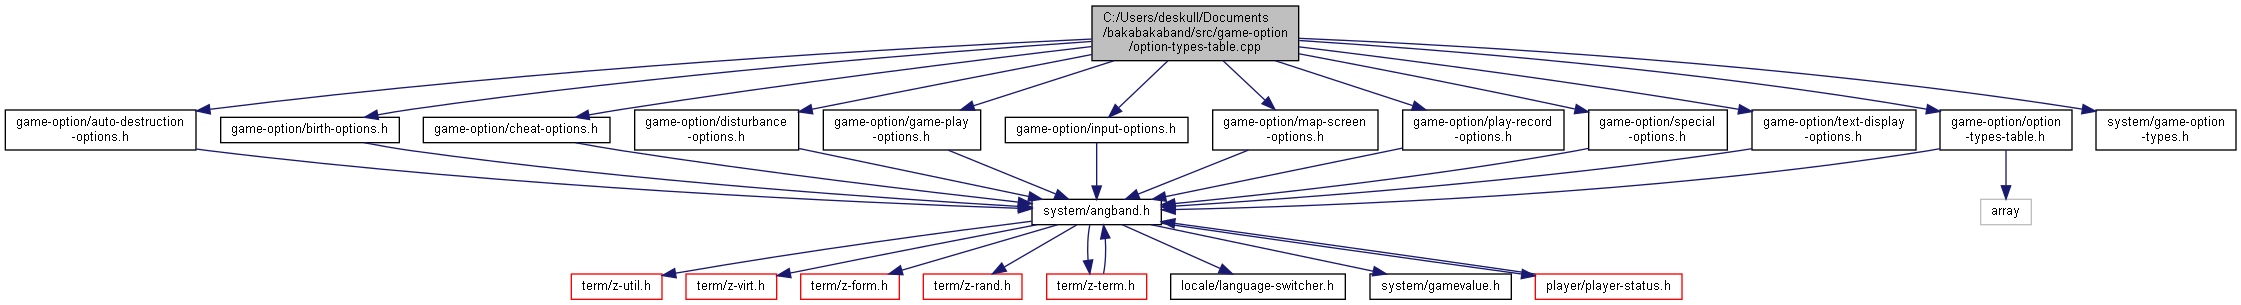 C:/Users/deskull/Documents
/bakabakaband/src/game-option
/option-types-table.cpp
game-option/auto-destruction
-options.h
game-option/birth-options.h
game-option/cheat-options.h
game-option/disturbance
-options.h
game-option/game-play
-options.h
game-option/input-options.h
game-option/map-screen
-options.h
game-option/play-record
-options.h
game-option/special
-options.h
game-option/text-display
-options.h
game-option/option
-types-table.h
system/game-option
-types.h
system/angband.h
array
term/z-util.h
term/z-virt.h
term/z-form.h
term/z-rand.h
term/z-term.h
locale/language-switcher.h
system/gamevalue.h
player/player-status.h